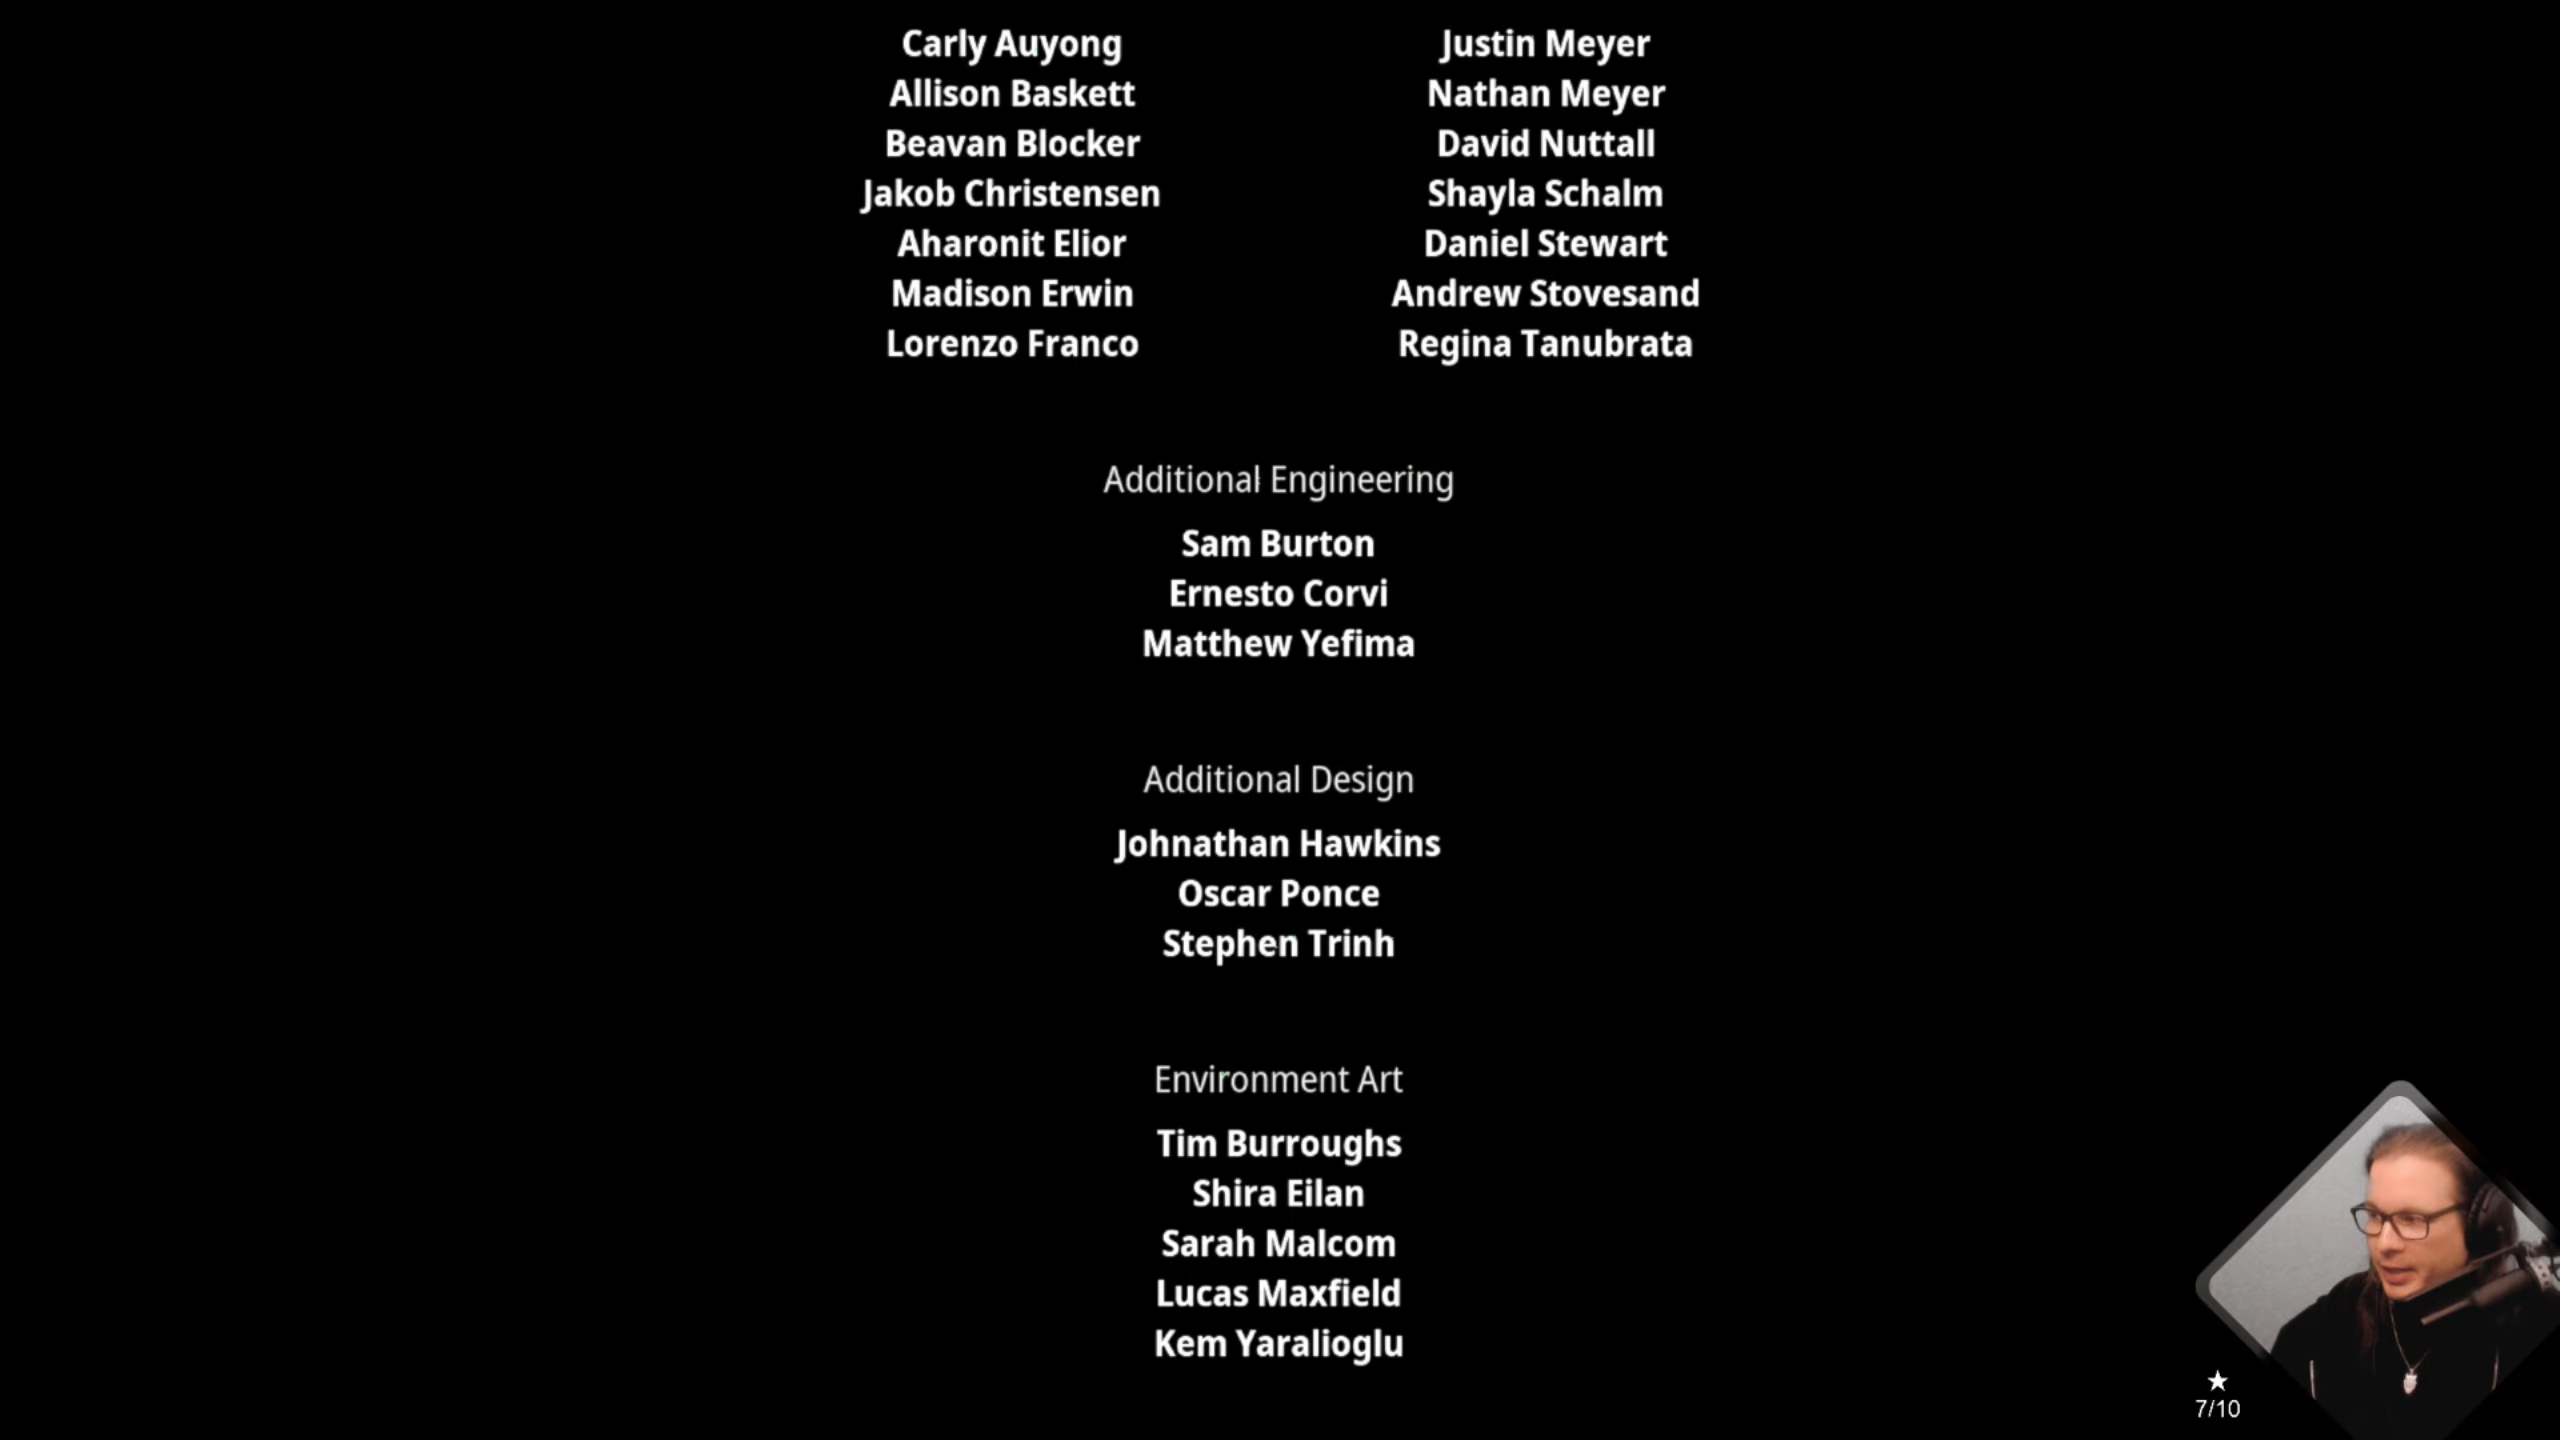 Carly Auyong
Allison Baskett
Beavan Blocker
Jakob Christensen
Aharonit Elior
Madison Erwin
Lorenzo Franco
Justin Meyer
Nathan Meyer
David Nuttall
Shayla Schalm
Daniel Stewart
Andrew Stovesand
Regina Tanubrata
Additional Engineering
Sam Burton
Ernesto Corvi
Matthew Yefima
Additional Design
Johnathan Hawkins
Oscar Ponce
Stephen Trinh
Environment Art
Tim Burroughs
Shira Eilan
Sarah Malcom
Lucas Maxfield
Kem Yaralioglu
★
7/10